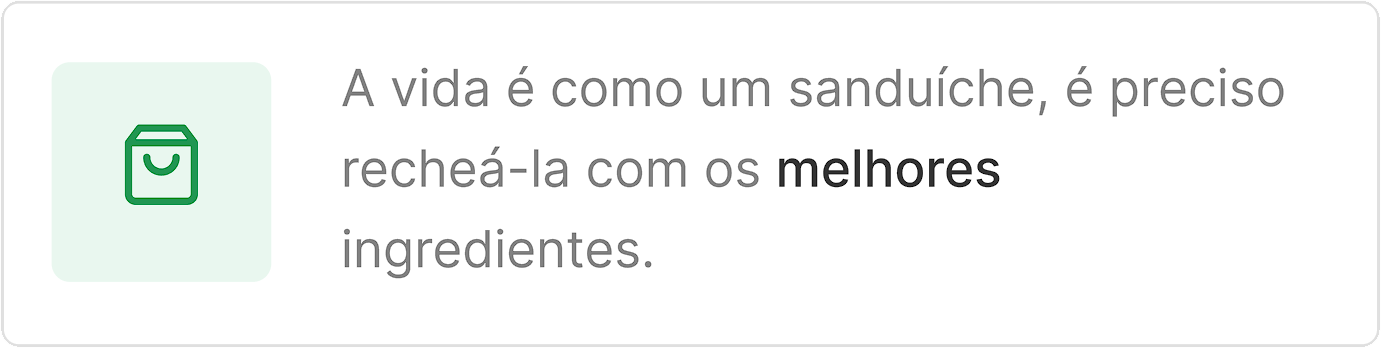 A vida é como um sanduíche, é preciso
recheá-la com os melhores
ingredientes.